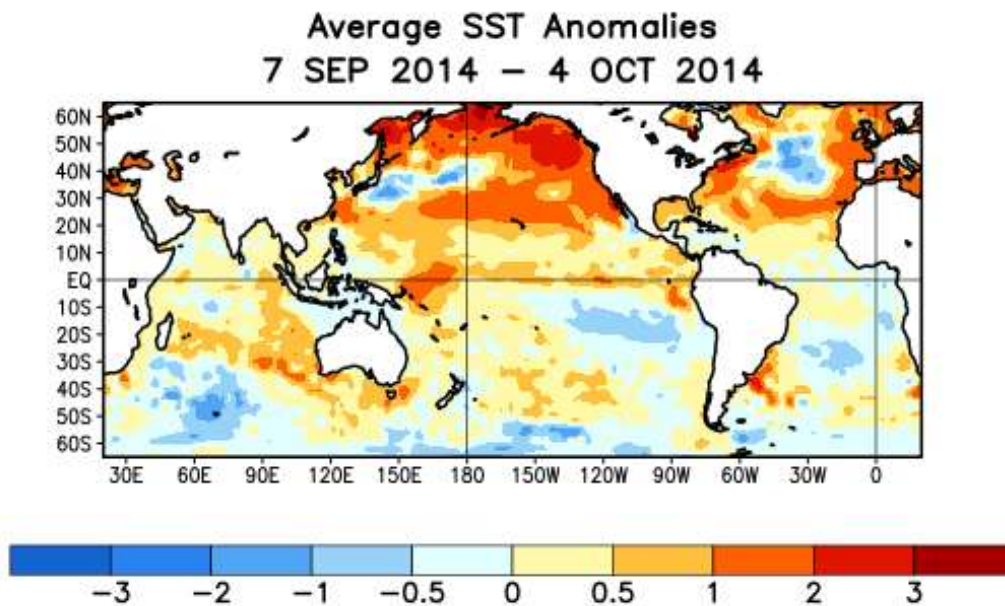 Average SST Anomalies
7 SEP 2014 – 4 OCT 2014
60N
50N
40N
30N
20N
10N
EQ
10S
20S
30S
40S
50S
60S
30E 60E 90E 120E 150E 180 150W 120W 90W 60W 30W 0
−3 −2 −1 −0.5 0 0.5 1 2 3